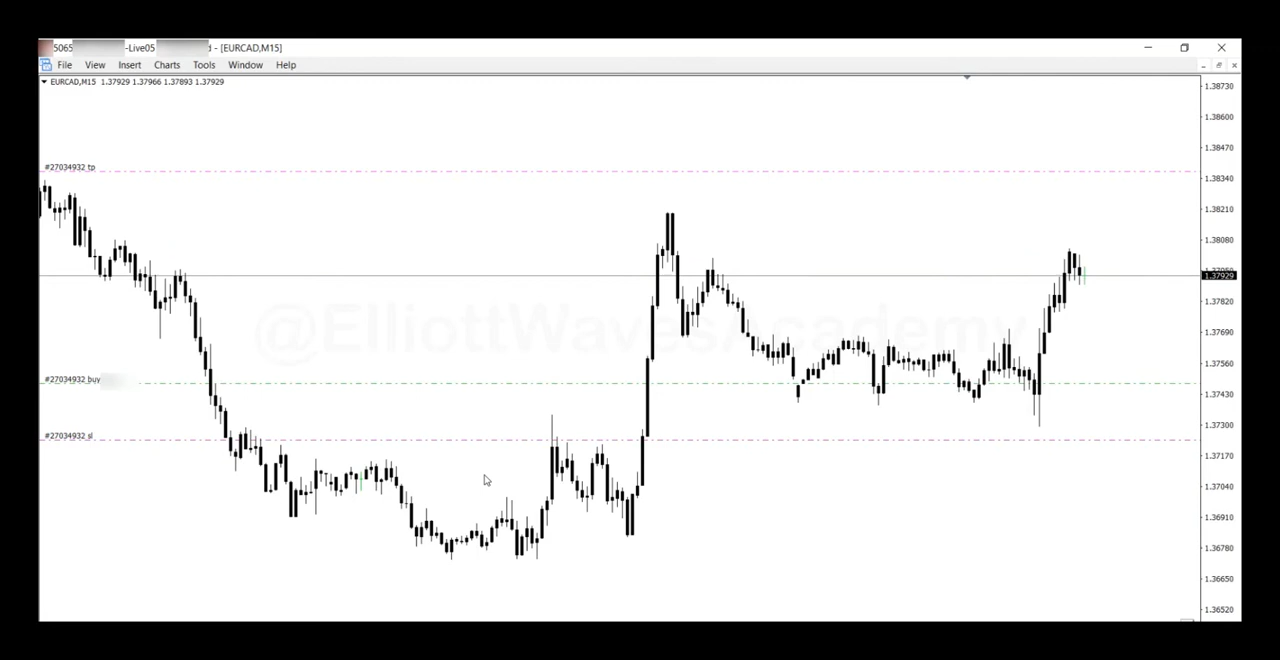 5065 -Live05 d - [EURCAD,M15]
File View Insert Charts Tools Window Help
EURCAD,M15 1.37929 1.37966 1.37893 1.37929
1.38730
1.38600
1.38470
#27034932 tp
1.38340
1.38210
1.38080
1.37929
1.37820
@ElliottWavesAcademy
1.37690
1.37560
#27034932 buy
1.37430
1.37300
#27034932 sl
1.37170
1.37040
1.36910
1.36780
1.36650
1.36520